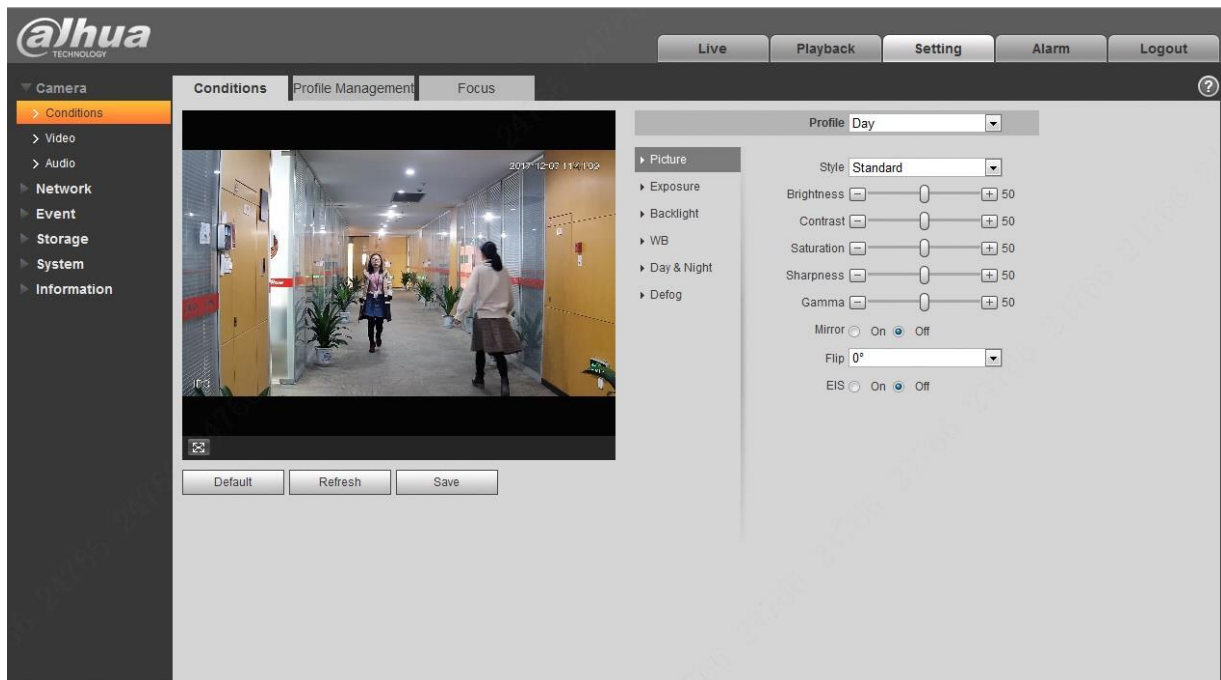 alhua
TECHNOLOGY
Live Playback Setting Alarm Logout
Camera
Conditions
Video
Audio
Network
Event
Storage
System
Information
Conditions Profile Management Focus
IPC
Default Refresh Save
Profile Day
Picture
Exposure
Backlight
WB
Day & Night
Defog
Style Standard
Brightness 50
Contrast 50
Saturation 50
Sharpness 50
Gamma 50
Mirror On Off
Flip 0°
EIS On Off